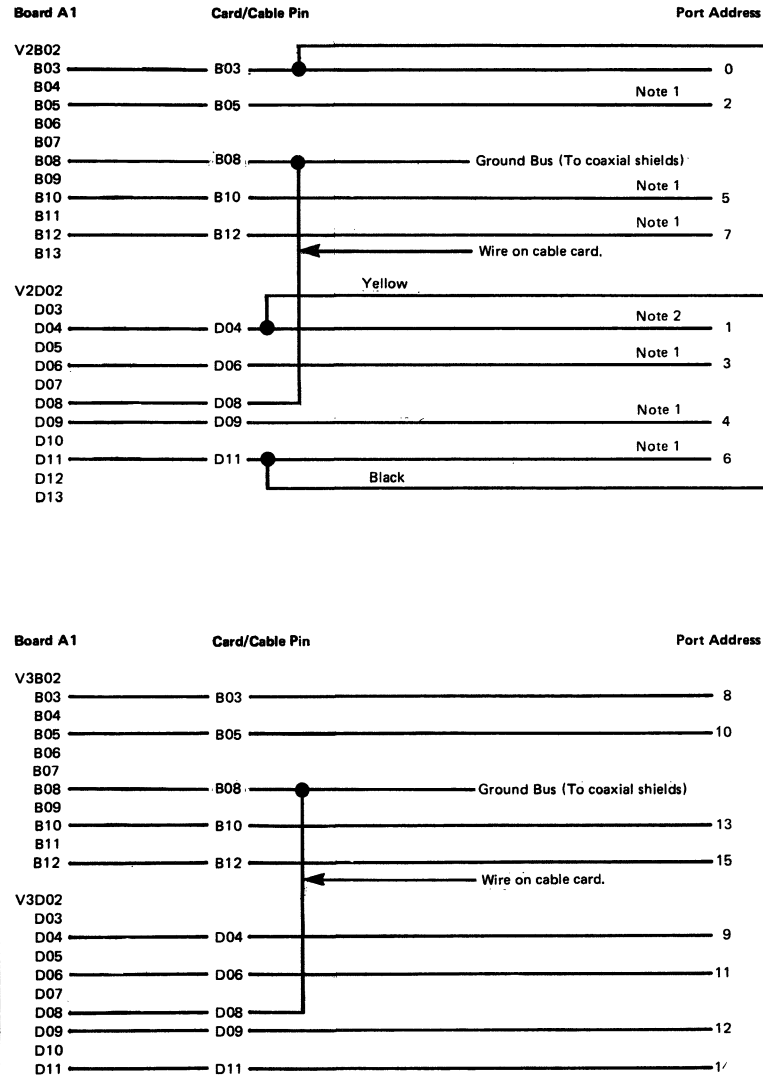 Board A1 Card/Cable Pin Port Address
V2B02
B03 B03 0
B04
B05 B05 Note 1 2
B06
B07
B08 B08 Ground Bus (To coaxial shields)
B09
B10 B10 Note 1 5
B11
B12 B12 Note 1 7
B13 Wire on cable card.
V2D02 Yellow
D03
D04 D04 Note 2 1
D05
D06 D06 Note 1 3
D07
D08 D08
D09 D09 Note 1 4
D10
D11 D11 Note 1 6
D12 Black
D13
Board A1 Card/Cable Pin Port Address
V3B02
B03 B03 8
B04
B05 B05 10
B06
B07
B08 B08 Ground Bus (To coaxial shields)
B09
B10 B10 13
B11
B12 B12 15
Wire on cable card.
V3D02
D03
D04 D04 9
D05
D06 D06 11
D07
D08 D08
D09 D09 12
D10
D11 D11